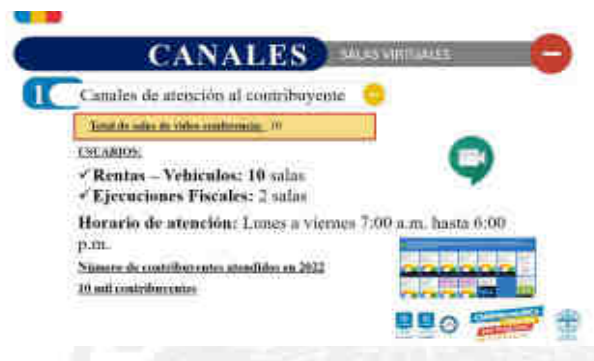 CANALES
SALAS VIRTUALES
1
Canales de atención al contribuyente
Total de salas de video conferencia: 10
USUARIOS:
✓Rentas – Vehículos: 10 salas
✓Ejecuciones Fiscales: 2 salas
Horario de atención: Lunes a viernes 7:00 a.m. hasta 6:00
p.m.
Número de contribuyentes atendidos en 2022
10 mil contribuyentes